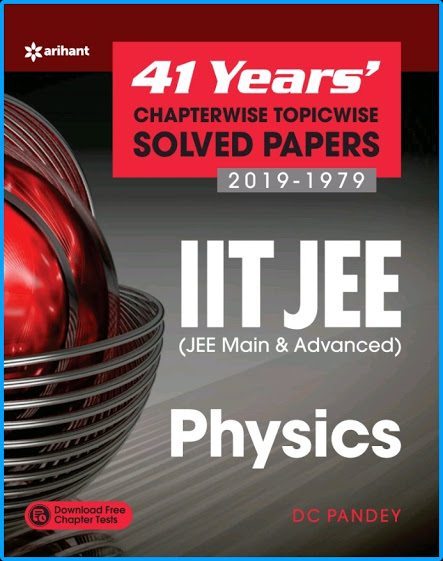 arihant
41 Years'
CHAPTERWISE TOPICWISE
SOLVED PAPERS
2019-1979
IIT JEE
(JEE Main & Advanced)
Physics
Download Free
Chapter Tests
DC PANDEY